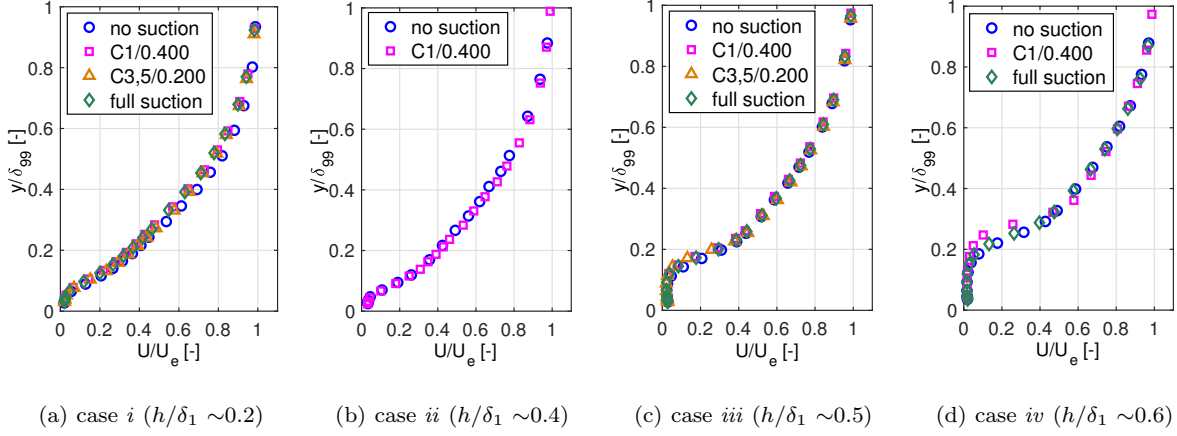 no suction
C1/0.400
C3,5/0.200
full suction
y/δ99 [-]
1
0.8
0.6
0.4
0.2
0
0 0.2 0.4 0.6 0.8 1
U/Ue [-]
(a) case i (h/δ1 ∼0.2)
no suction
C1/0.400
y/δ99 [-]
1
0.8
0.6
0.4
0.2
0
0 0.2 0.4 0.6 0.8 1
U/Ue [-]
(b) case ii (h/δ1 ∼0.4)
no suction
C1/0.400
C3,5/0.200
full suction
y/δ99 [-]
1
0.8
0.6
0.4
0.2
0
0 0.2 0.4 0.6 0.8 1
U/Ue [-]
(c) case iii (h/δ1 ∼0.5)
no suction
C1/0.400
full suction
y/δ99 [-]
1
0.8
0.6
0.4
0.2
0
0 0.2 0.4 0.6 0.8 1
U/Ue [-]
(d) case iv (h/δ1 ∼0.6)